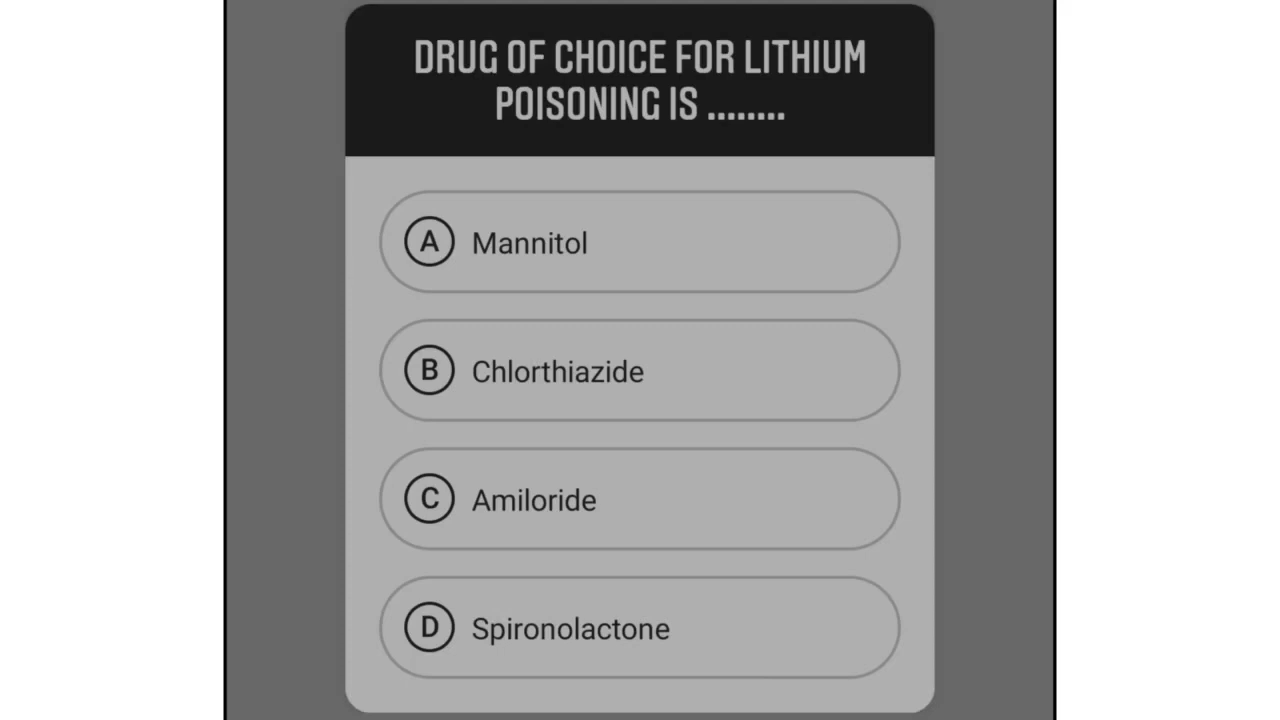 DRUG OF CHOICE FOR LITHIUM
POISONING IS ........
A Mannitol
B Chlorthiazide
C Amiloride
D Spironolactone